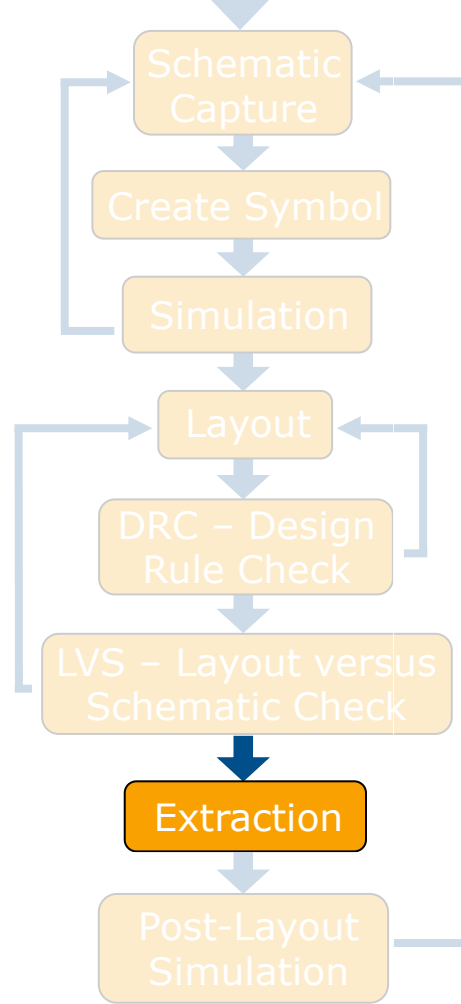 Schematic
Capture
Create Symbol
Simulation
Layout
DRC – Design
Rule Check
LVS – Layout versus
Schematic Check
Extraction
Post-Layout
Simulation